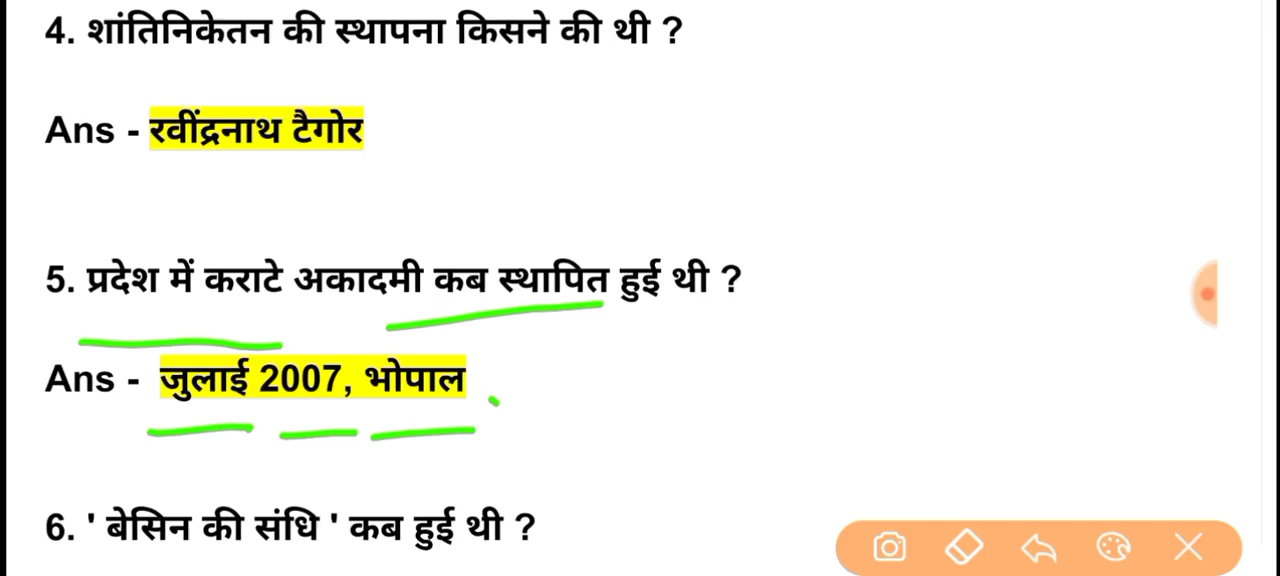 4. शांतिनिकेतन की स्थापना किसने की थी ?
Ans - रवींद्रनाथ टैगोर
5. प्रदेश में कराटे अकादमी कब स्थापित हुई थी ?
Ans - जुलाई 2007, भोपाल
6. ' बेसिन की संधि ' कब हुई थी ?